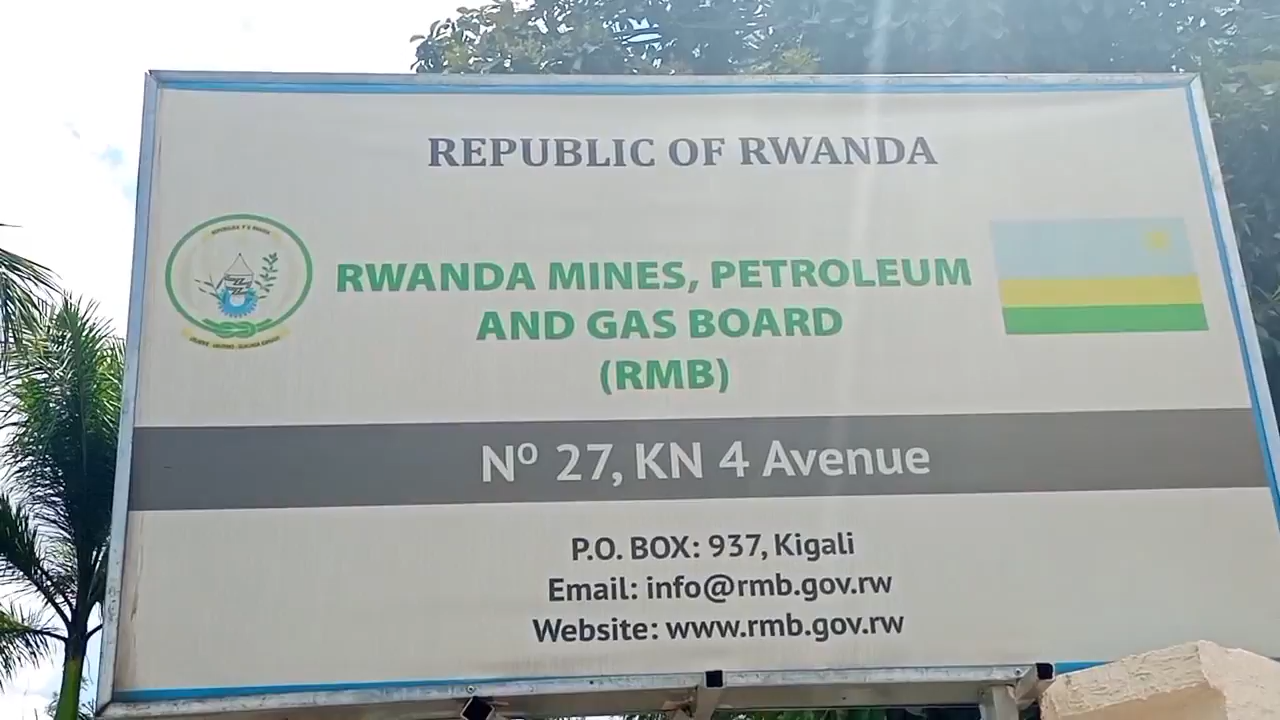 REPUBLIC OF RWANDA
RWANDA MINES, PETROLEUM
AND GAS BOARD
(RMB)
Nº 27, KN 4 Avenue
P.O. BOX: 937, Kigali
Email: info@rmb.gov.rw
Website: www.rmb.gov.rw